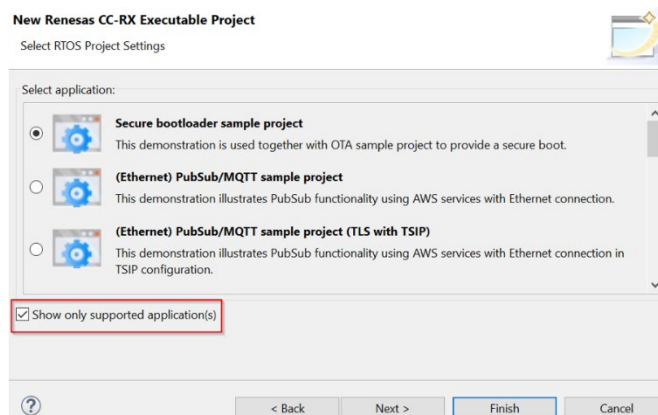 New Renesas CC-RX Executable Project
Select RTOS Project Settings
Select application:
Secure bootloader sample project
This demonstration is used together with OTA sample project to provide a secure boot.
(Ethernet) PubSub/MQTT sample project
This demonstration illustrates PubSub functionality using AWS services with Ethernet connection.
(Ethernet) PubSub/MQTT sample project (TLS with TSIP)
This demonstration illustrates PubSub functionality using AWS services with Ethernet connection in
TSIP configuration.
Show only supported application(s)
? < Back Next > Finish Cancel